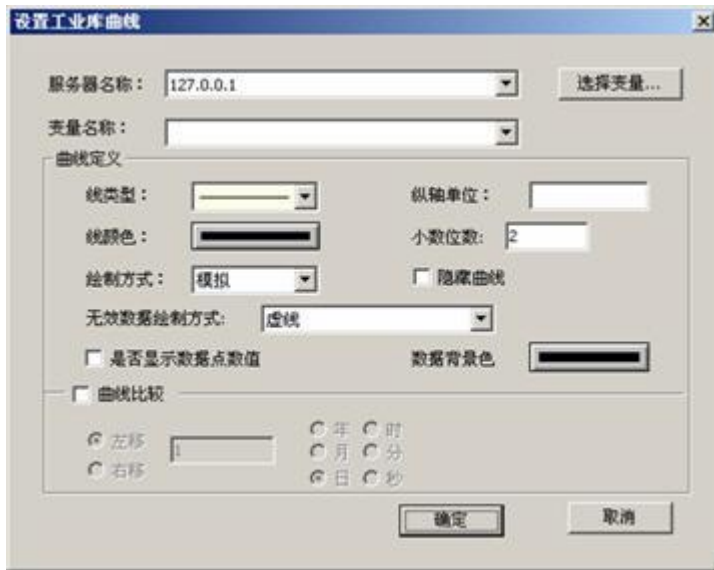 设置工业库曲线
服务器名称： 127.0.0.1 选择变量...
变量名称：
曲线定义
线类型： 纵轴单位：
线颜色： 小数位数: 2
绘制方式： 模拟 隐藏曲线
无效数据绘制方式: 虚线
是否显示数据点数值 数据背景色
曲线比较
左移 1 年 时
月 分
右移
日 秒
确定 取消